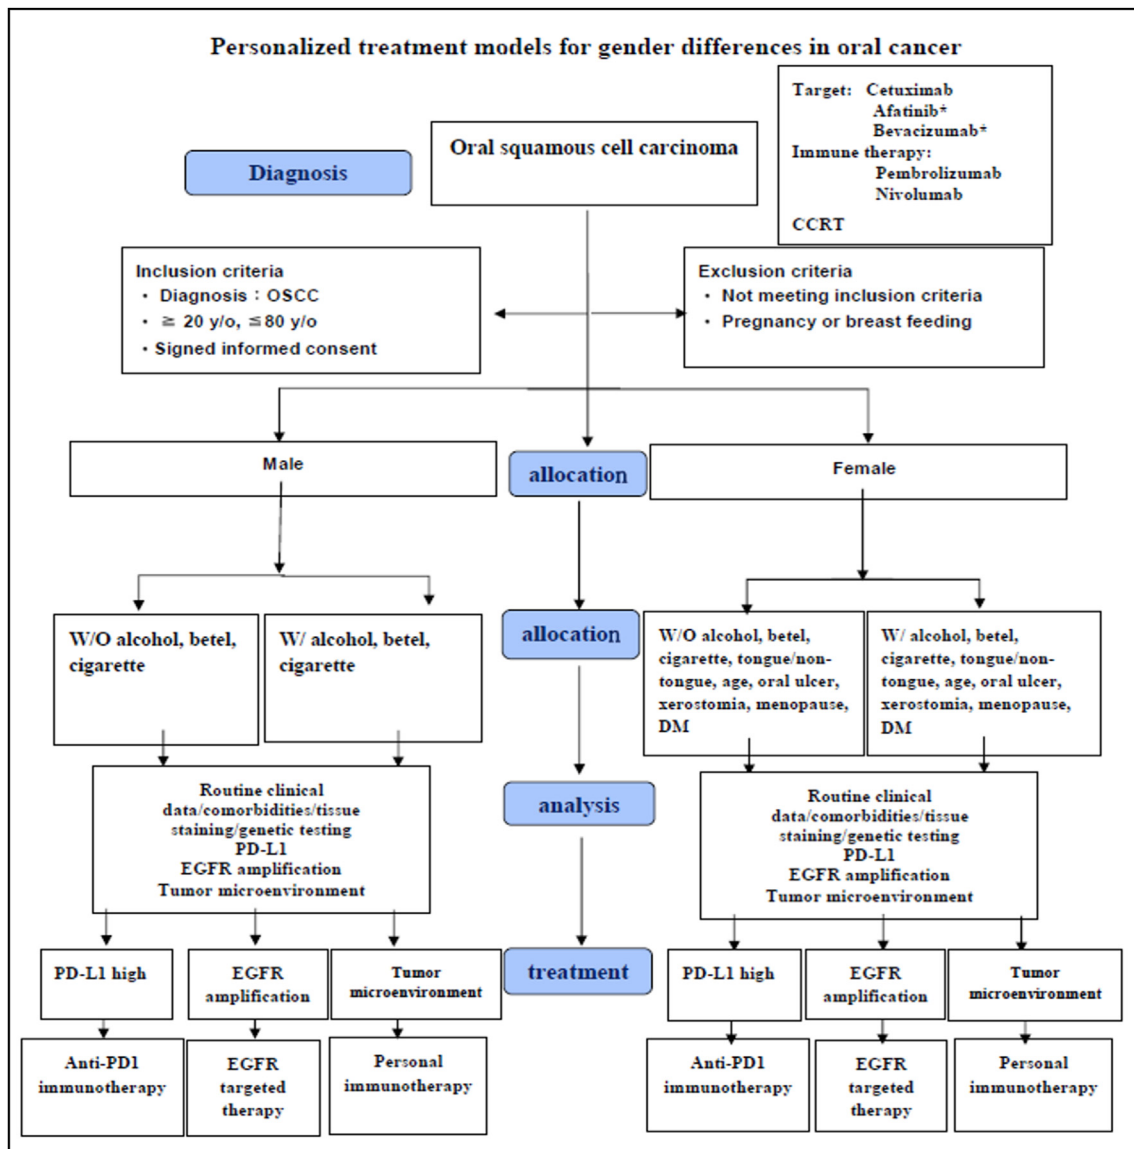 Personalized treatment models for gender differences in oral cancer
Target: Cetuximab
Afatinib*
Bevacizumab*
Immune therapy:
Pembrolizumab
Nivolumab
CCRT
Oral squamous cell carcinoma
Diagnosis
Inclusion criteria
• Diagnosis：OSCC
• ≧ 20 y/o, ≦80 y/o
• Signed informed consent
Exclusion criteria
• Not meeting inclusion criteria
• Pregnancy or breast feeding
Male
allocation
Female
W/O alcohol, betel,
cigarette
W/ alcohol, betel,
cigarette
allocation
W/O alcohol, betel,
cigarette, tongue/non-
tongue, age, oral ulcer,
xerostomia, menopause,
DM
W/ alcohol, betel,
cigarette, tongue/non-
tongue, age, oral ulcer,
xerostomia, menopause,
DM
Routine clinical
data/comorbidities/tissue
staining/genetic testing
PD-L1
EGFR amplification
Tumor microenvironment
analysis
Routine clinical
data/comorbidities/tissue
staining/genetic testing
PD-L1
EGFR amplification
Tumor microenvironment
PD-L1 high
EGFR
amplification
Tumor
microenvironment
treatment
PD-L1 high
EGFR
amplification
Tumor
microenvironment
Anti-PD1
immunotherapy
EGFR
targeted
therapy
Personal
immunotherapy
Anti-PD1
immunotherapy
EGFR
targeted
therapy
Personal
immunotherapy